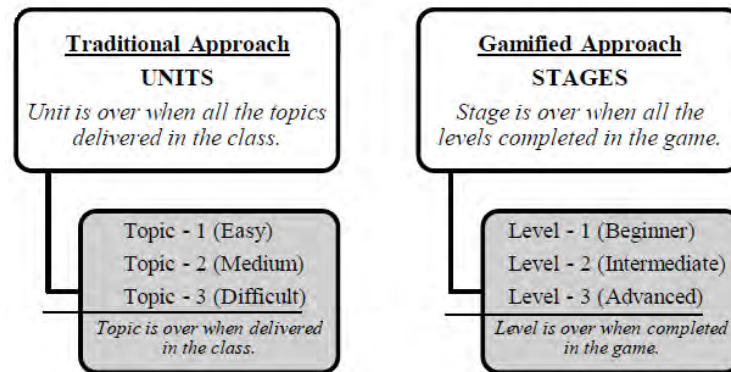 Traditional Approach
UNITS
Unit is over when all the topics
delivered in the class.
Topic - 1 (Easy)
Topic - 2 (Medium)
Topic - 3 (Difficult)
Topic is over when delivered
in the class.
Gamified Approach
STAGES
Stage is over when all the
levels completed in the game.
Level - 1 (Beginner)
Level - 2 (Intermediate)
Level - 3 (Advanced)
Level is over when completed
in the game.